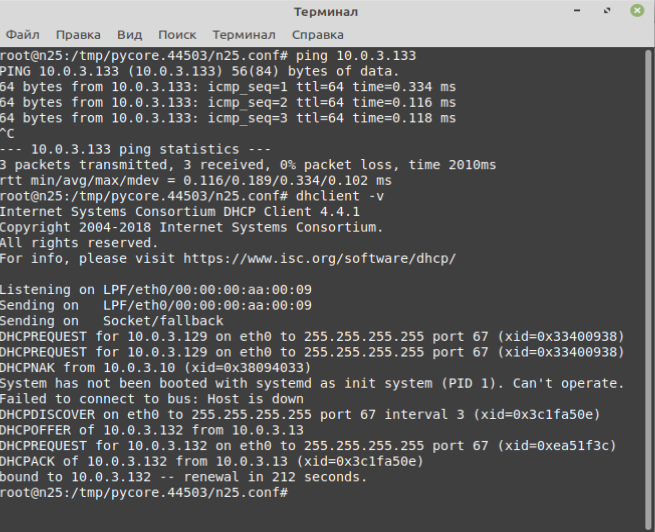 Терминал
Файл Правка Вид Поиск Терминал Справка
root@n25:/tmp/pycore.44503/n25.conf# ping 10.0.3.133
PING 10.0.3.133 (10.0.3.133) 56(84) bytes of data.
64 bytes from 10.0.3.133: icmp_seq=1 ttl=64 time=0.334 ms
64 bytes from 10.0.3.133: icmp_seq=2 ttl=64 time=0.116 ms
64 bytes from 10.0.3.133: icmp_seq=3 ttl=64 time=0.118 ms
^C
--- 10.0.3.133 ping statistics ---
3 packets transmitted, 3 received, 0% packet loss, time 2010ms
rtt min/avg/max/mdev = 0.116/0.189/0.334/0.102 ms
root@n25:/tmp/pycore.44503/n25.conf# dhclient -v
Internet Systems Consortium DHCP Client 4.4.1
Copyright 2004-2018 Internet Systems Consortium.
All rights reserved.
For info, please visit https://www.isc.org/software/dhcp/
Listening on LPF/eth0/00:00:00:aa:00:09
Sending on   LPF/eth0/00:00:00:aa:00:09
Sending on   Socket/fallback
DHCPREQUEST for 10.0.3.129 on eth0 to 255.255.255.255 port 67 (xid=0x33400938)
DHCPREQUEST for 10.0.3.129 on eth0 to 255.255.255.255 port 67 (xid=0x33400938)
DHCPNAK from 10.0.3.10 (xid=0x38094033)
System has not been booted with systemd as init system (PID 1). Can't operate.
Failed to connect to bus: Host is down
DHCPDISCOVER on eth0 to 255.255.255.255 port 67 interval 3 (xid=0x3c1fa50e)
DHCPOFFER of 10.0.3.132 from 10.0.3.13
DHCPREQUEST for 10.0.3.132 on eth0 to 255.255.255.255 port 67 (xid=0xea51f3c)
DHCPACK of 10.0.3.132 from 10.0.3.13 (xid=0x3c1fa50e)
bound to 10.0.3.132 -- renewal in 212 seconds.
root@n25:/tmp/pycore.44503/n25.conf#